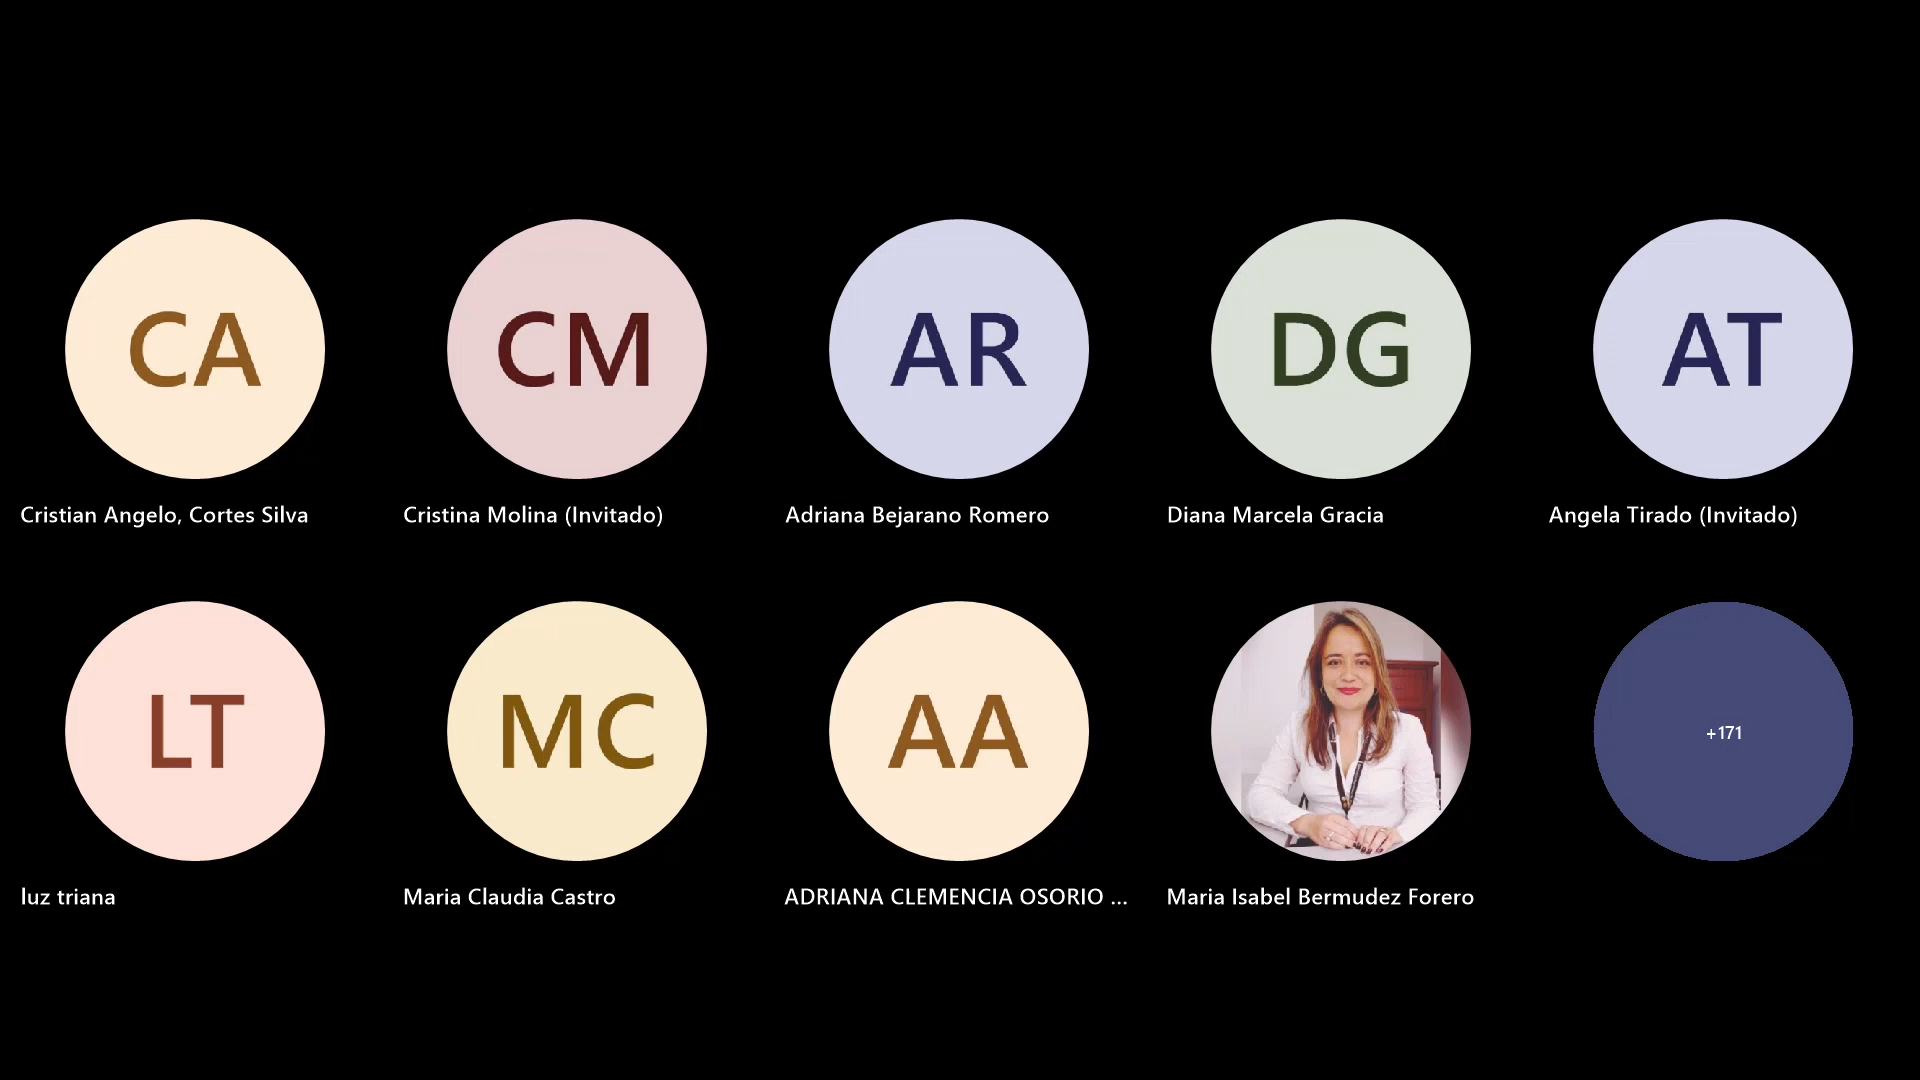 CA
CM
AR
DG
AT
Cristian Angelo, Cortes Silva
Cristina Molina (Invitado)
Adriana Bejarano Romero
Diana Marcela Gracia
Angela Tirado (Invitado)
LT
MC
AA
+171
luz triana
Maria Claudia Castro
ADRIANA CLEMENCIA OSORIO ...
Maria Isabel Bermudez Forero